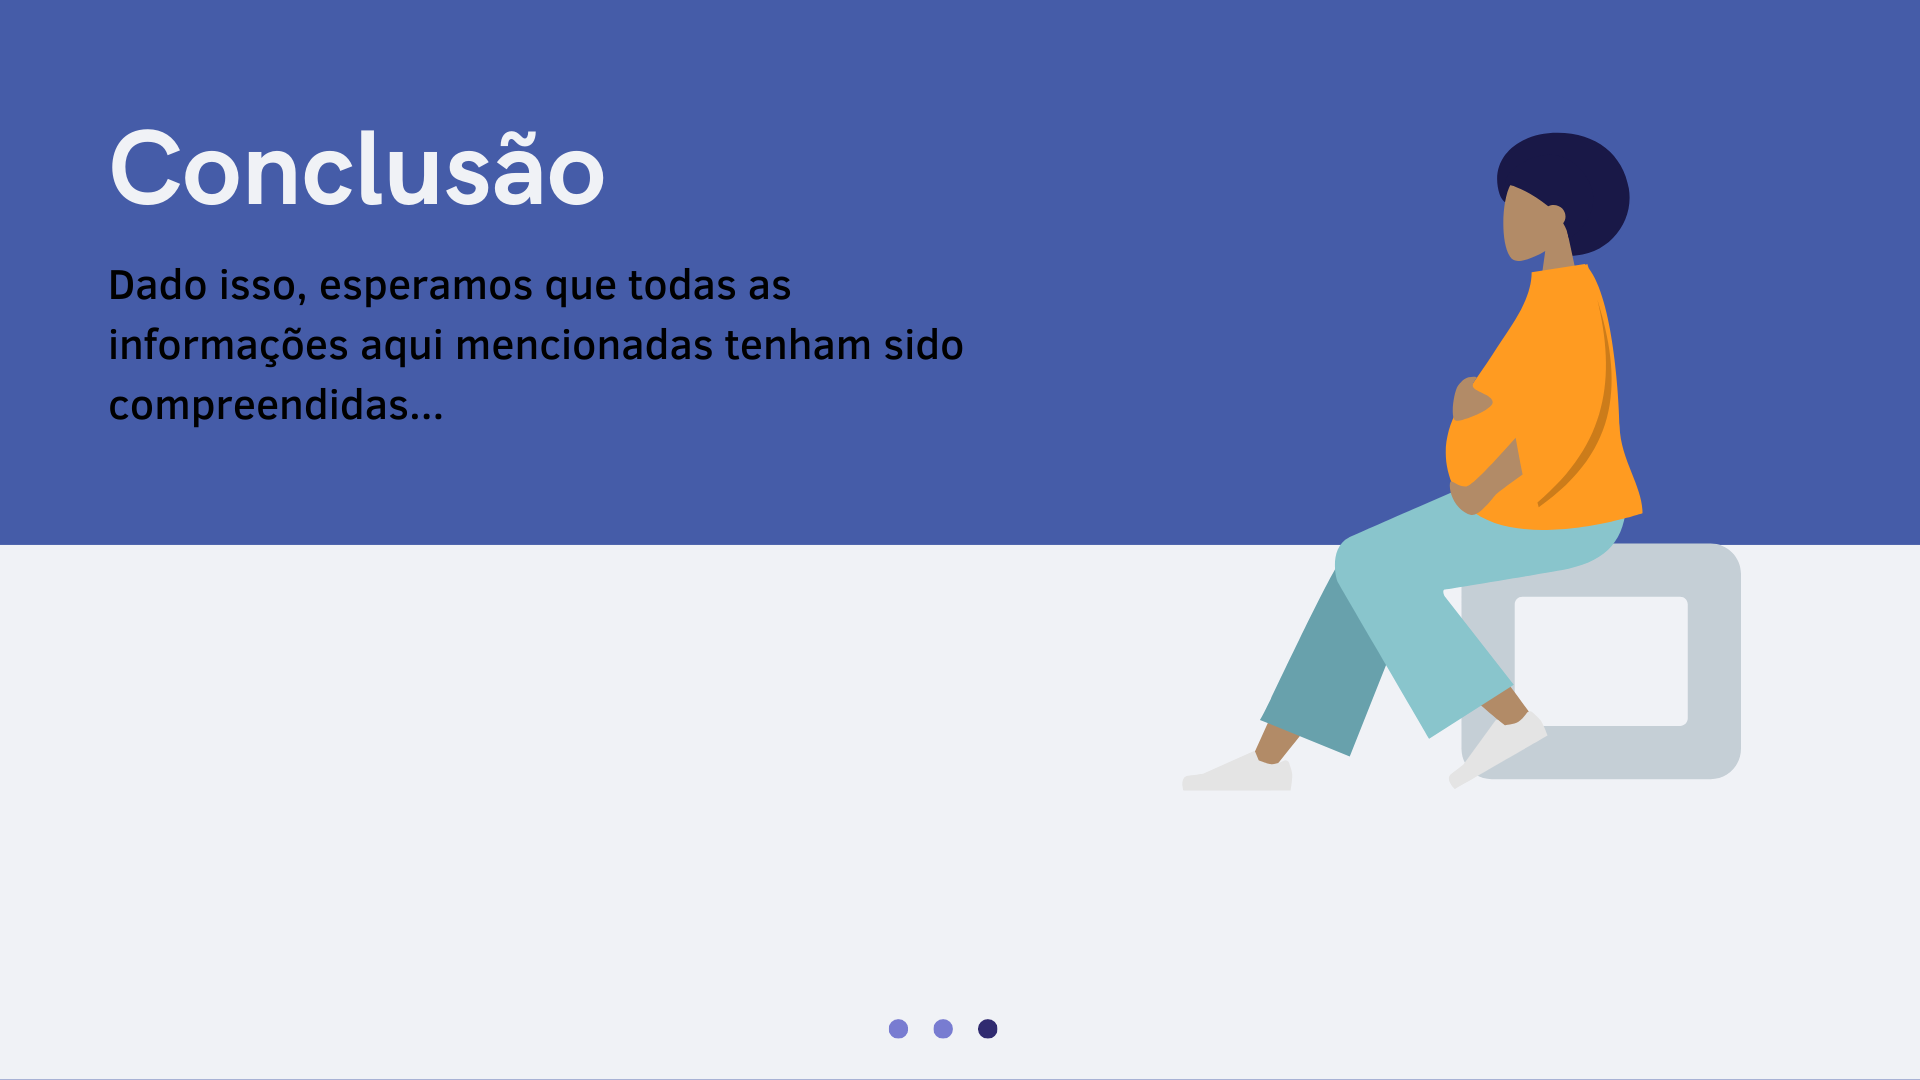 Conclusão
Dado isso, esperamos que todas as
informações aqui mencionadas tenham sido
compreendidas...